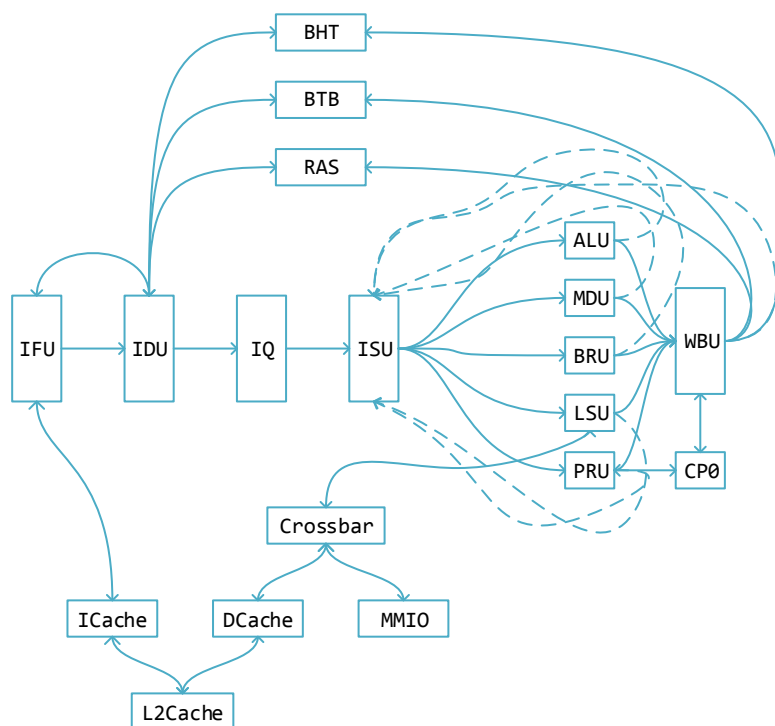 BHT
BTB
RAS
ALU
MDU
IFU
IDU
IQ
ISU
WBU
BRU
LSU
PRU
CP0
Crossbar
ICache
DCache
MMIO
L2Cache